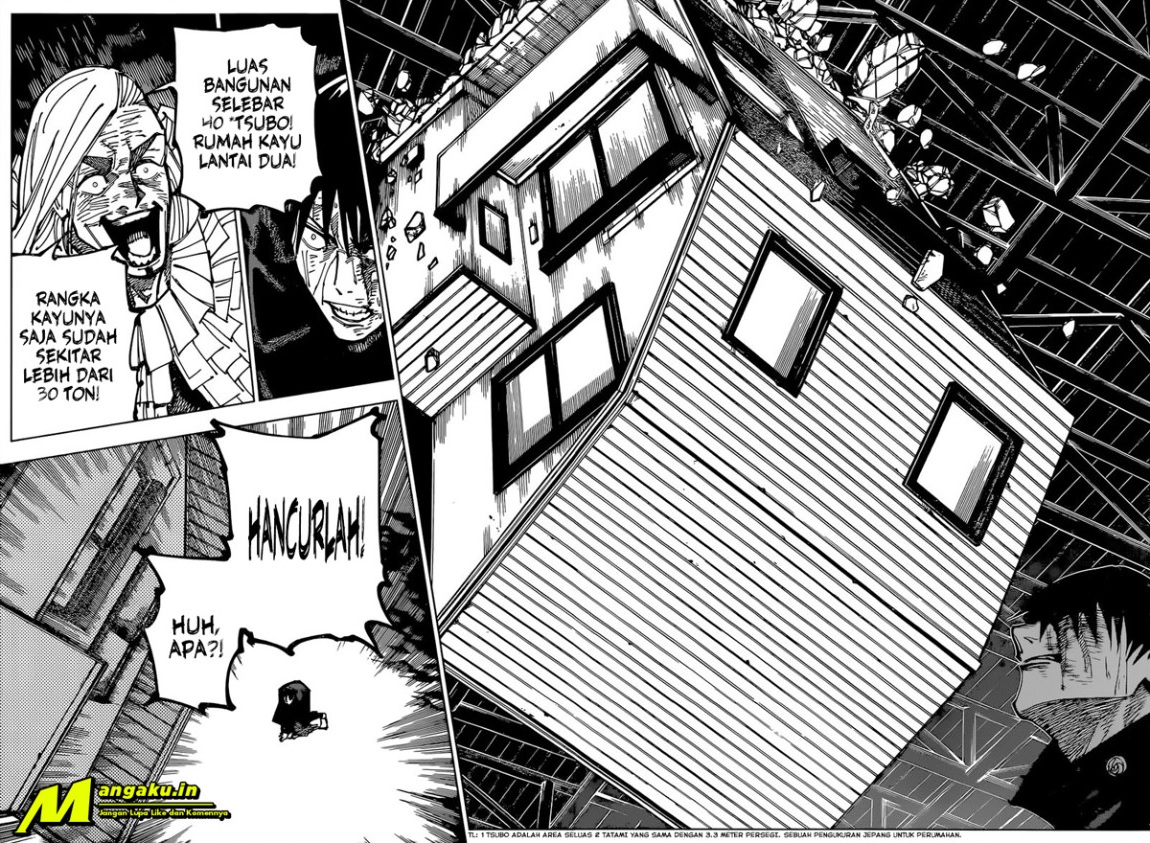 LUAS
BANGUNAN
SELEBAR
40 *TSUBO!
RUMAH KAYU
LANTAI DUA!
RANGKA
KAYUNYA
SAJA SUDAH
SEKITAR
LEBIH DARI
30 TON!
HANCURLAH!
HUH,
APA?!
Mangaku.in
Jangan Lupa Like dan Komennya
TL: 1 TSUBO ADALAH AREA SELUAS 2 TATAMI YANG SAMA DENGAN 3.3 METER PERSEGI. SEBUAH PENGUKURAN JEPANG UNTUK PERUMAHAN.